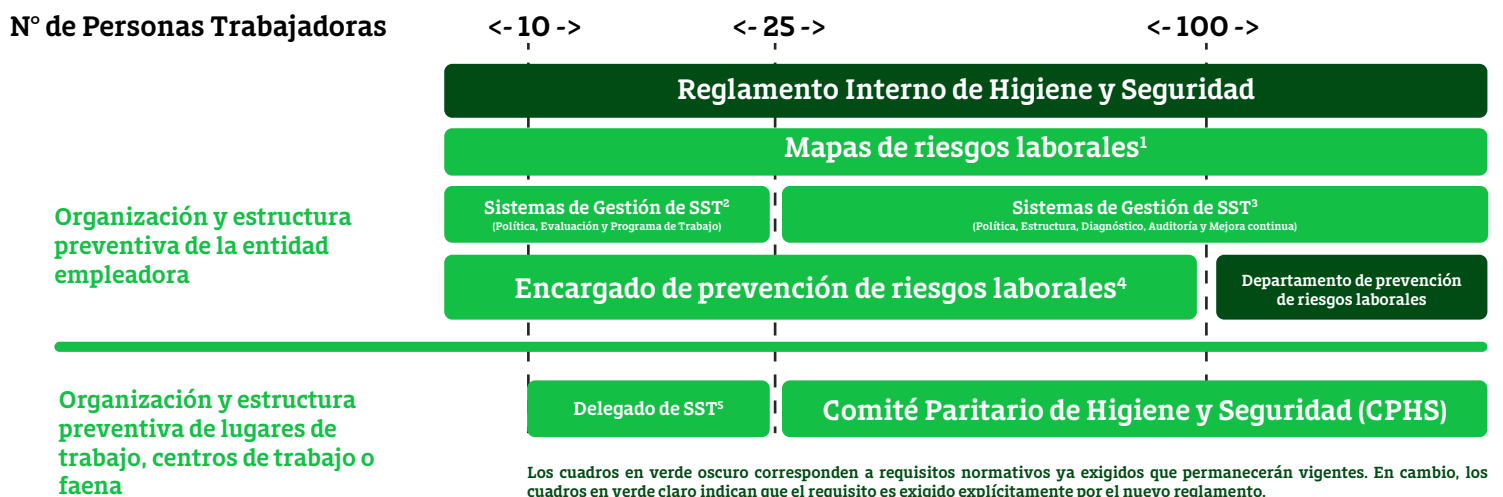 N° de Personas Trabajadoras <- 10 -> <- 25 -> <- 100 ->
Reglamento Interno de Higiene y Seguridad
Mapas de riesgos laborales¹
Organización y estructura
preventiva de la entidad
empleadora
Sistemas de Gestión de SST²
(Política, Evaluación y Programa de Trabajo)
Sistemas de Gestión de SST³
(Política, Estructura, Diagnóstico, Auditoría y Mejora continua)
Encargado de prevención de riesgos laborales⁴
Departamento de prevención
de riesgos laborales
Organización y estructura
preventiva de lugares de
trabajo, centros de trabajo o
faena
Delegado de SST⁵
Comité Paritario de Higiene y Seguridad (CPHS)
Los cuadros en verde oscuro corresponden a requisitos normativos ya exigidos que permanecerán vigentes. En cambio, los
cuadros en verde claro indican que el requisito es exigido explícitamente por el nuevo reglamento.